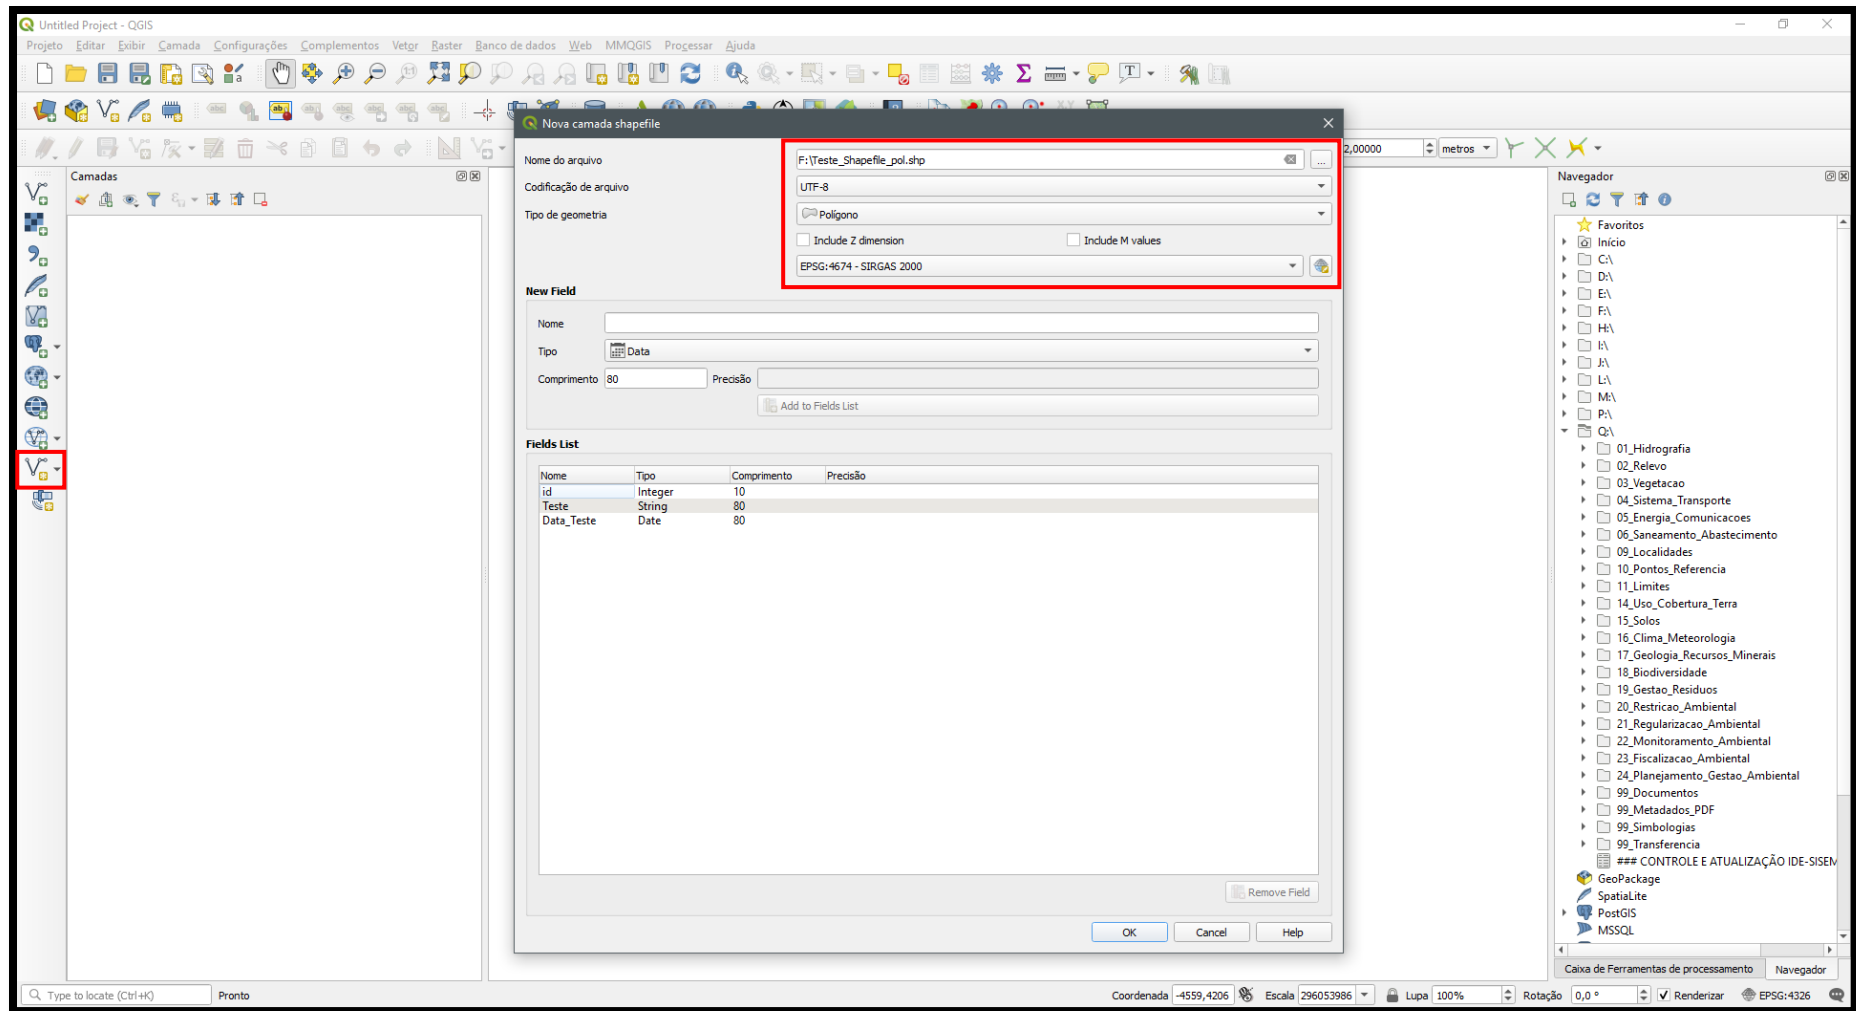 Untitled Project - QGIS
Projeto Editar Exibir Camada Configurações Complementos Vetor Raster Banco de dados Web MMQGIS Processar Ajuda
2,00000 metros
Camadas
Nova camada shapefile
Nome do arquivo F:\Teste_Shapefile_pol.shp ...
Codificação de arquivo UTF-8
Tipo de geometria Polígono
Include Z dimension Include M values
EPSG:4674 - SIRGAS 2000
New Field
Nome
Tipo Data
Comprimento 80 Precisão
Add to Fields List
Fields List
Nome Tipo Comprimento Precisão
id Integer 10
Teste String 80
Data_Teste Date 80
Remove Field
OK Cancel Help
Navegador
Favoritos
Início
C:\
D:\
E:\
F:\
H:\
I:\
J:\
L:\
M:\
P:\
Q:\
01_Hidrografia
02_Relevo
03_Vegetacao
04_Sistema_Transporte
05_Energia_Comunicacoes
06_Saneamento_Abastecimento
09_Localidades
10_Pontos_Referencia
11_Limites
14_Uso_Cobertura_Terra
15_Solos
16_Clima_Meteorologia
17_Geologia_Recursos_Minerais
18_Biodiversidade
19_Gestao_Residuos
20_Restricao_Ambiental
21_Regularizacao_Ambiental
22_Monitoramento_Ambiental
23_Fiscalizacao_Ambiental
24_Planejamento_Gestao_Ambiental
99_Documentos
99_Metadados_PDF
99_Simbologias
99_Transferencia
### CONTROLE E ATUALIZAÇÃO IDE-SISEM
GeoPackage
SpatiaLite
PostGIS
MSSQL
Caixa de Ferramentas de processamento Navegador
Type to locate (Ctrl+K) Pronto Coordenada -4559,4206 Escala 296053986 Lupa 100% Rotação 0,0 ° Renderizar EPSG:4326